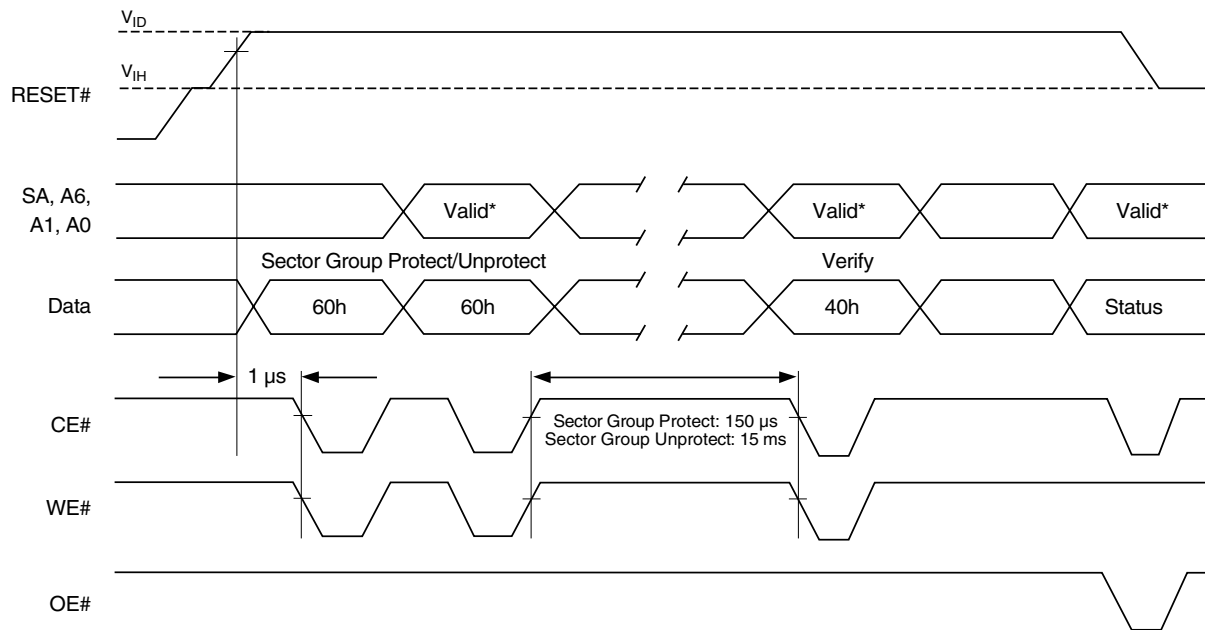 VID
VIH
RESET#
SA, A6,
A1, A0
Valid*
Valid*
Valid*
Sector Group Protect/Unprotect
Verify
Data
60h
60h
40h
Status
1 µs
CE#
Sector Group Protect: 150 µs
Sector Group Unprotect: 15 ms
WE#
OE#